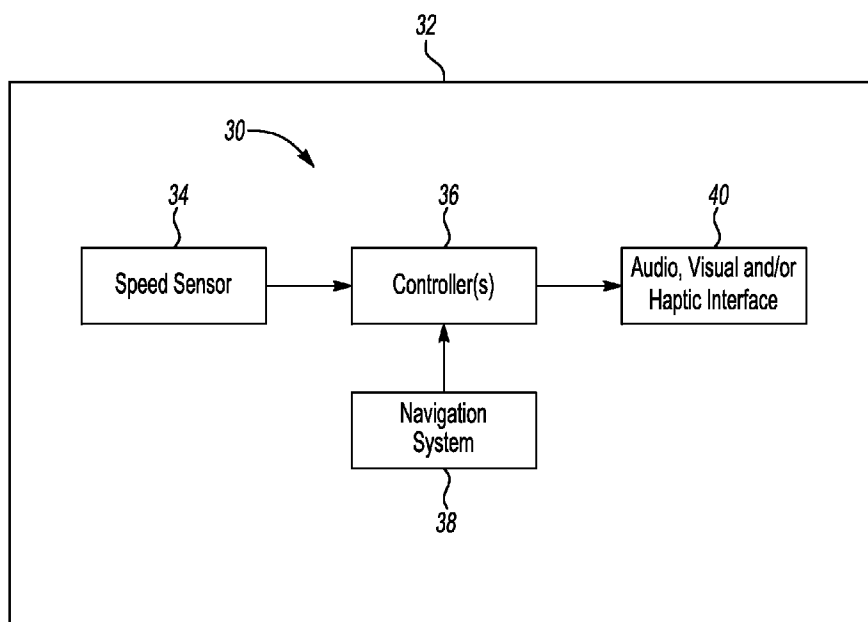 32
30
34
36
40
Speed Sensor
Controller(s)
Audio, Visual and/or
Haptic Interface
Navigation
System
38